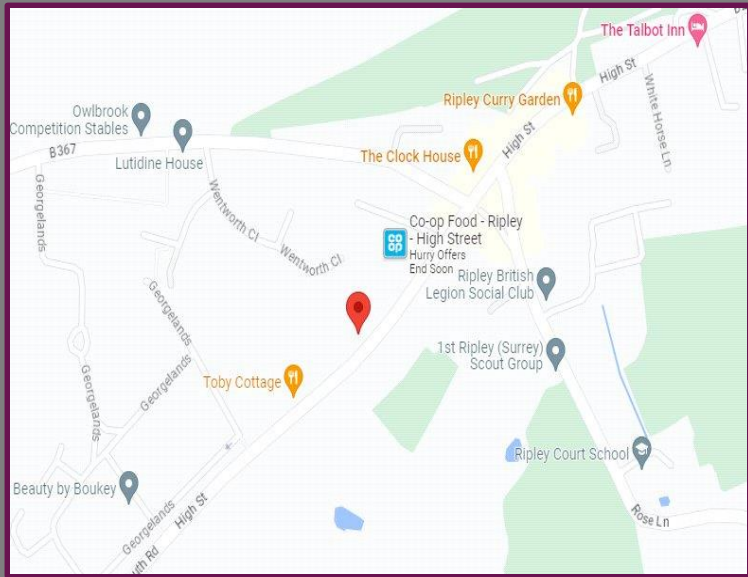 The Talbot Inn
High St
Ripley Curry Garden
White Horse Ln
Owlbrook
Competition Stables
B367
Lutidine House
The Clock House
High St
Georgelands
Wentworth Cl
Wentworth Cl
co
op
Co-op Food - Ripley
- High Street
Hurry Offers
End Soon
Ripley British
Legion Social Club
Georgelands
1st Ripley (Surrey)
Scout Group
Toby Cottage
Georgelands
Georgelands
Ripley Court School
Beauty by Boukey
High St
Georgelands
Rose Ln
Rd